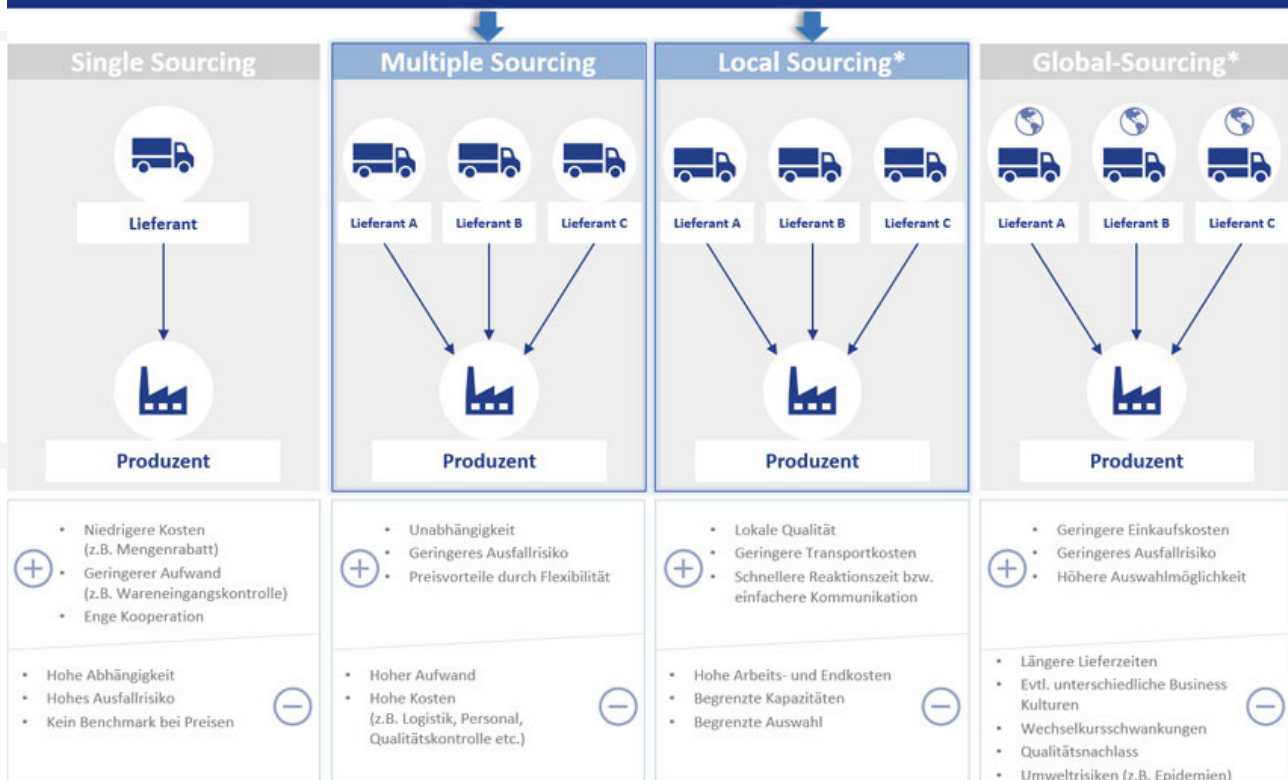 Single Sourcing
Lieferant
Produzent
Niedrigere Kosten
(z.B. Mengenrabatt)
Geringerer Aufwand
(z.B. Wareneingangskontrolle)
Enge Kooperation
Hohe Abhängigkeit
Hohes Ausfallrisiko
Kein Benchmark bei Preisen
Multiple Sourcing
Lieferant A
Lieferant B
Lieferant C
Produzent
Unabhängigkeit
Geringeres Ausfallrisiko
Preisvorteile durch Flexibilität
Hoher Aufwand
Hohe Kosten
(z.B. Logistik, Personal,
Qualitätskontrolle etc.)
Local Sourcing*
Lieferant A
Lieferant B
Lieferant C
Produzent
Lokale Qualität
Geringere Transportkosten
Schnellere Reaktionszeit bzw.
einfachere Kommunikation
Hohe Arbeits- und Endkosten
Begrenzte Kapazitäten
Begrenzte Auswahl
Global-Sourcing*
Lieferant A
Lieferant B
Lieferant C
Produzent
Geringere Einkaufskosten
Geringeres Ausfallrisiko
Höhere Auswahlmöglichkeit
Längere Lieferzeiten
Evtl. unterschiedliche Business
Kulturen
Wechselkursschwankungen
Qualitätsnachlass
Umweltrisiken (z.B. Epidemien)